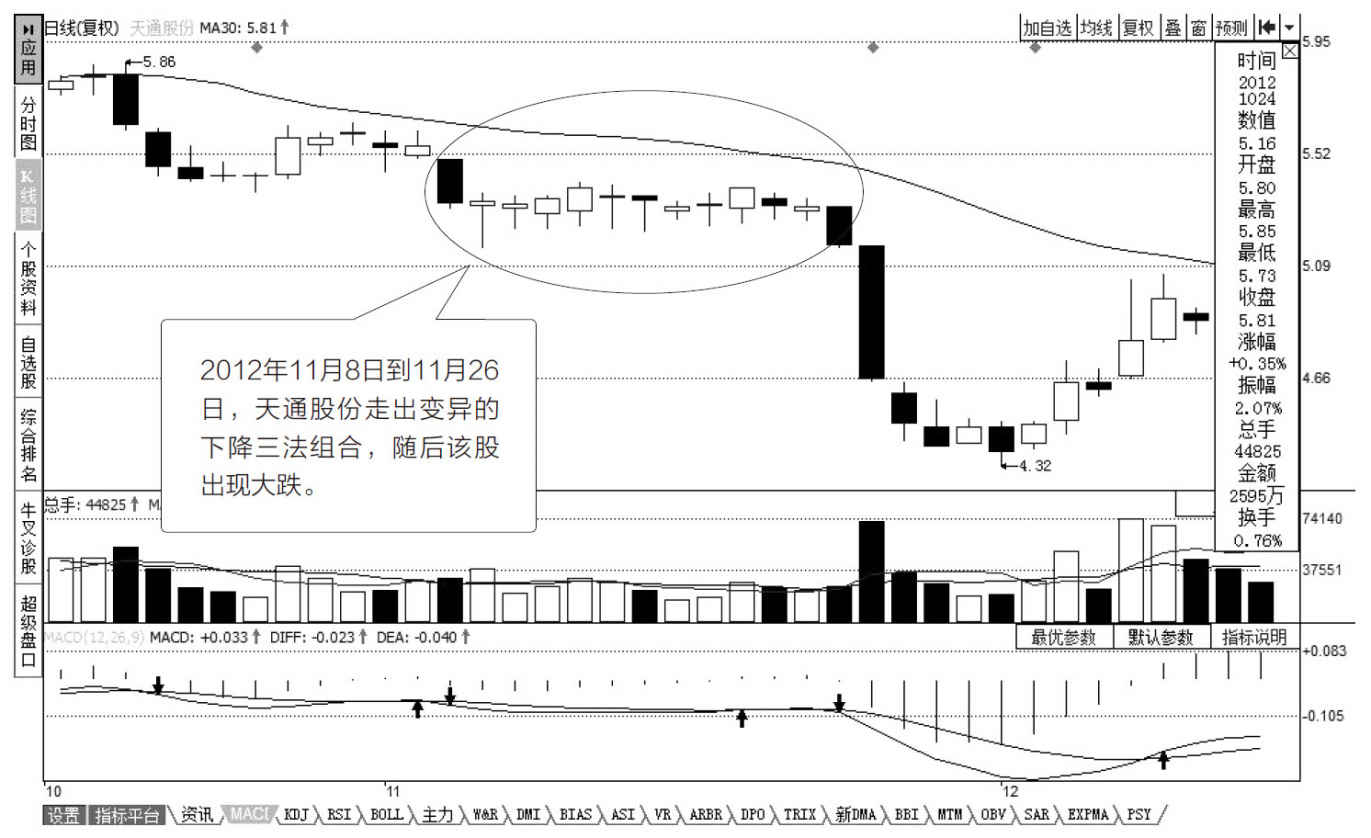 日线(复权) 天通股份 MA30: 5.81↑
加自选 均线 复权 叠 窗 预测
应用
分时图
K线图
个股资料
自选股
综合排名
牛叉诊股
超级盘口
5.86
5.95
5.52
5.09
4.66
4.32
时间
2012
1024
数值
5.16
开盘
5.80
最高
5.85
最低
5.73
收盘
5.81
涨幅
+0.35%
振幅
2.07%
总手
44825
金额
2595万
换手
0.76%
2012年11月8日到11月26
日，天通股份走出变异的
下降三法组合，随后该股
出现大跌。
总手: 44825↑
74140
37551
MACD(12,26,9) MACD: +0.033↑ DIFF: -0.023↑ DEA: -0.040↑
最优参数 默认参数 指标说明
+0.083
-0.105
10 11 12
设置 指标平台 资讯 MACD KDJ RSI BOLL 主力 W&R DMI BIAS ASI VR ARBR DPO TRIX 新DMA BBI MTM OBV SAR EXPMA PSY